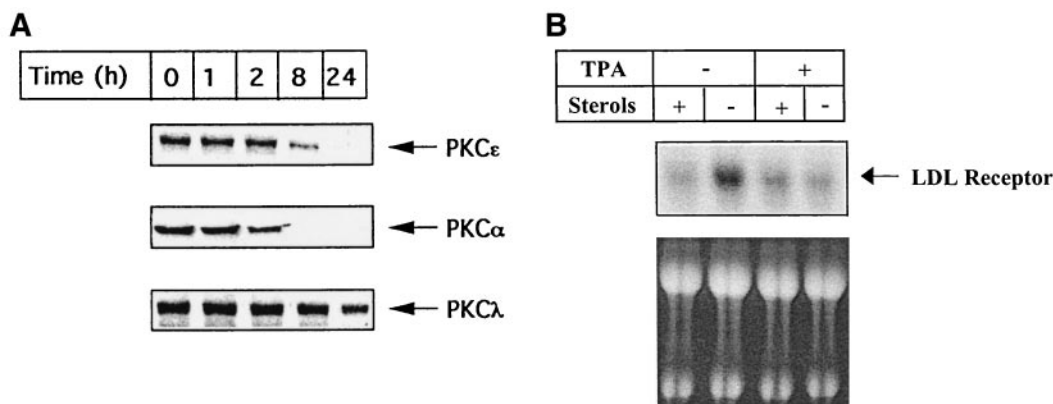 A
Time (h) 0 1 2 8 24
PKCε
PKCα
PKCλ
B
TPA - +
Sterols + - + -
LDL Receptor